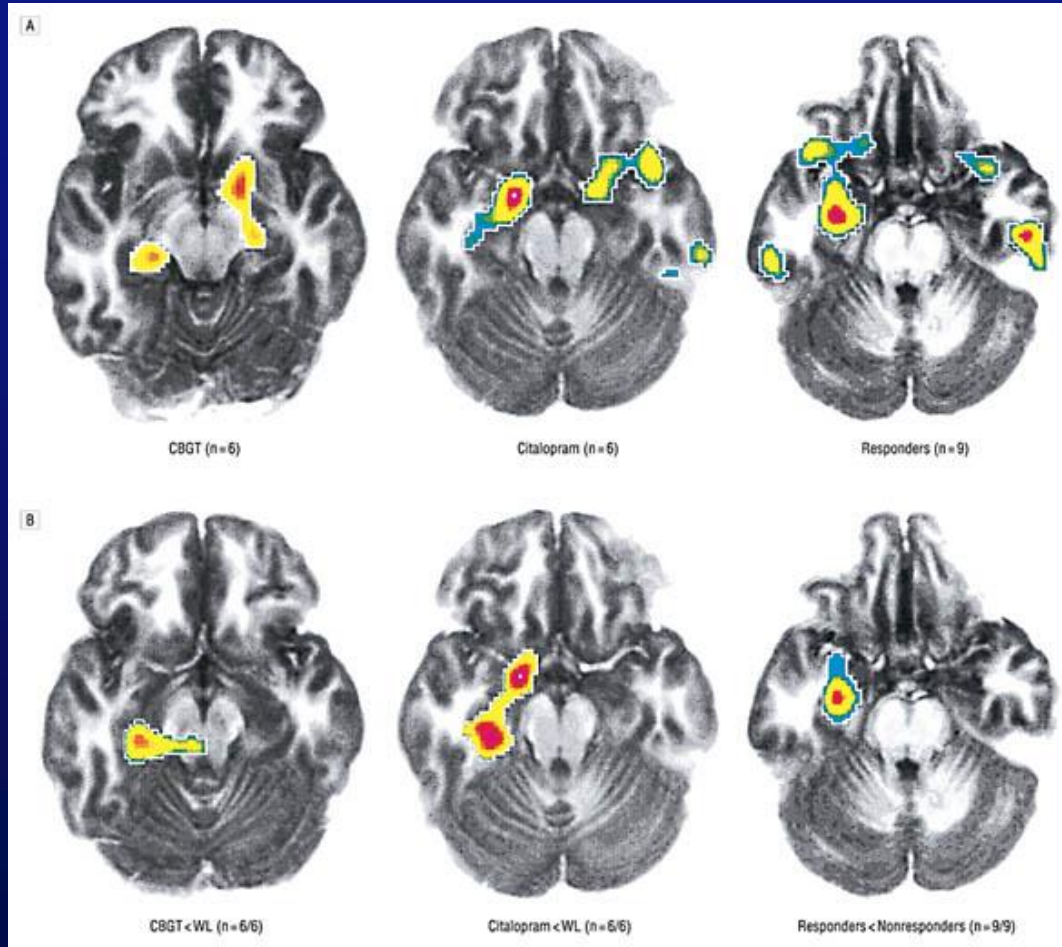 A
CBGT (n=6)
Citalopram (n=6)
Responders (n=9)
B
CBGT<WL (n=6/6)
Citalopram<WL (n=6/6)
Responders<Nonresponders (n=9/9)